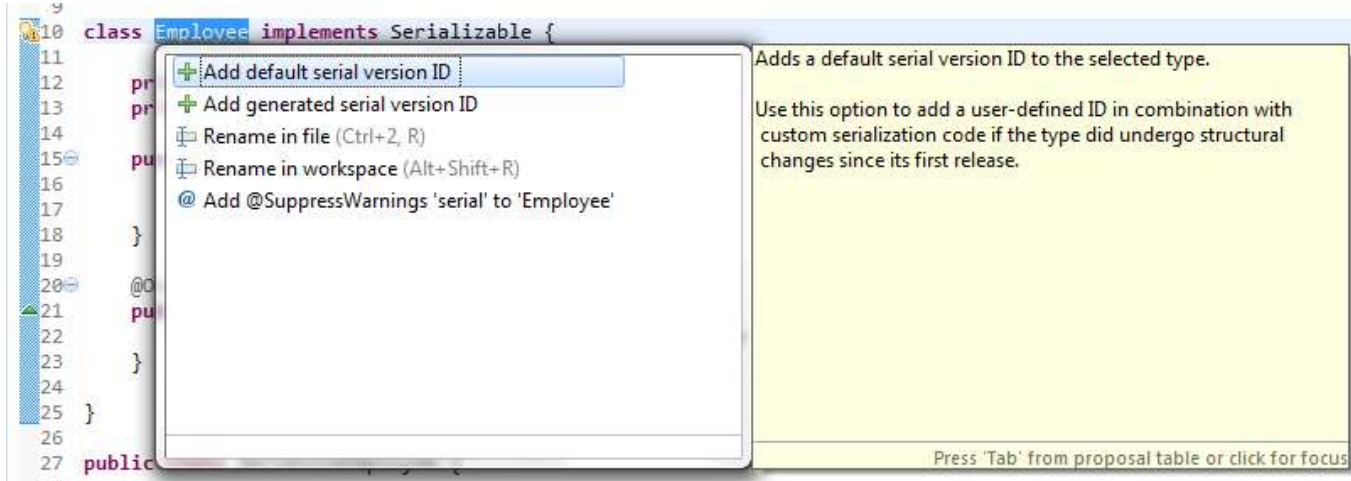 9
10 class Employee implements Serializable {
11
Add default serial version ID
12 pr
Add generated serial version ID
13 pr
Rename in file (Ctrl+2, R)
14
15 pu
Rename in workspace (Alt+Shift+R)
16
@ Add @SuppressWarnings 'serial' to 'Employee'
17
18 }
19
20 @O
21 pu
22
23 }
24
25 }
26
27 public
Adds a default serial version ID to the selected type.
Use this option to add a user-defined ID in combination with
custom serialization code if the type did undergo structural
changes since its first release.
Press 'Tab' from proposal table or click for focus